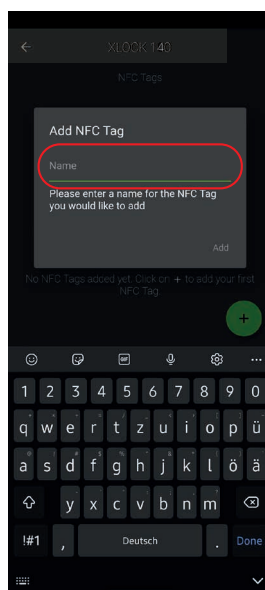 XLOCK 140
NFC Tags
Add NFC Tag
Name
Please enter a name for the NFC Tag
you would like to add
Add
No NFC Tags added yet. Click on + to add your first
NFC Tag
+
GIF
1 2 3 4 5 6 7 8 9 0
q w e r t z u i o p ü
a s d f g h j k l ö ä
y x c v b n m
!#1 , Deutsch . Done